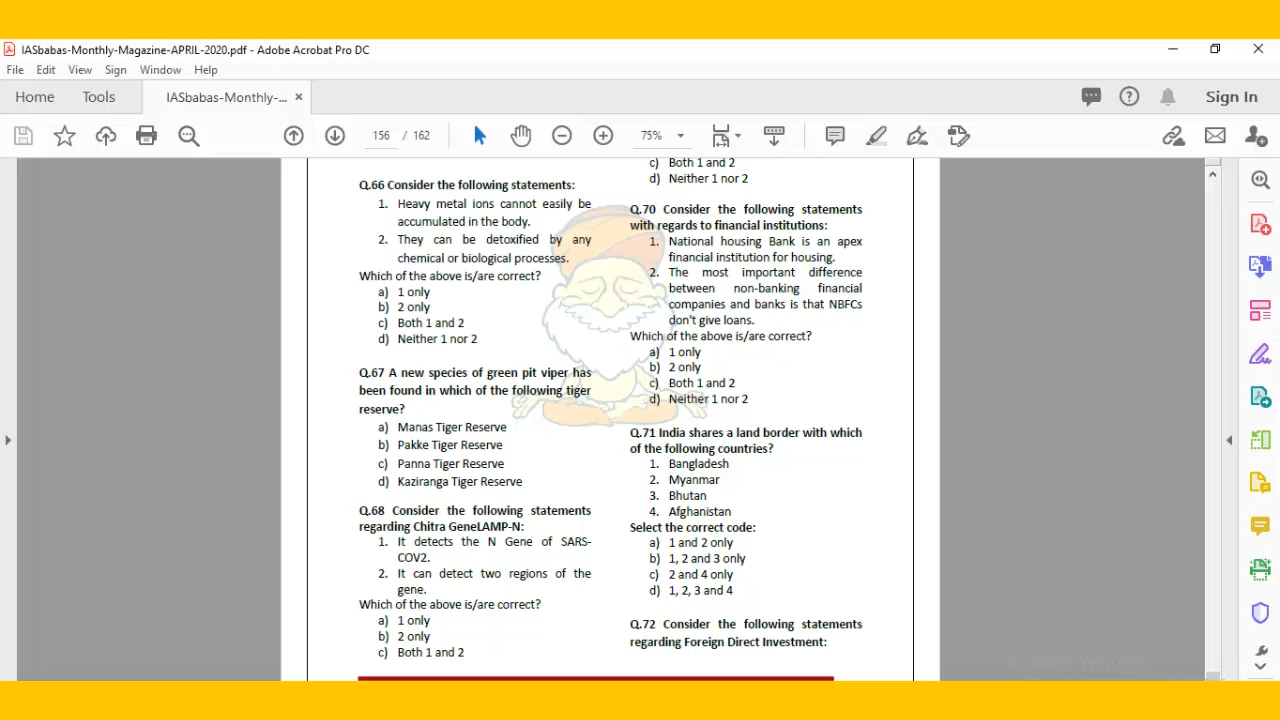 IASbabas-Monthly-Magazine-APRIL-2020.pdf - Adobe Acrobat Pro DC
File Edit View Sign Window Help
Home Tools IASbabas-Monthly-... × Sign In
156 / 162 75%
Q.66 Consider the following statements:
1. Heavy metal ions cannot easily be
accumulated in the body.
2. They can be detoxified by any
chemical or biological processes.
Which of the above is/are correct?
a) 1 only
b) 2 only
c) Both 1 and 2
d) Neither 1 nor 2
Q.67 A new species of green pit viper has
been found in which of the following tiger
reserve?
a) Manas Tiger Reserve
b) Pakke Tiger Reserve
c) Panna Tiger Reserve
d) Kaziranga Tiger Reserve
Q.68 Consider the following statements
regarding Chitra GeneLAMP-N:
1. It detects the N Gene of SARS-
COV2.
2. It can detect two regions of the
gene.
Which of the above is/are correct?
a) 1 only
b) 2 only
c) Both 1 and 2
c) Both 1 and 2
d) Neither 1 nor 2
Q.70 Consider the following statements
with regards to financial institutions:
1. National housing Bank is an apex
financial institution for housing.
2. The most important difference
between non-banking financial
companies and banks is that NBFCs
don't give loans.
Which of the above is/are correct?
a) 1 only
b) 2 only
c) Both 1 and 2
d) Neither 1 nor 2
Q.71 India shares a land border with which
of the following countries?
1. Bangladesh
2. Myanmar
3. Bhutan
4. Afghanistan
Select the correct code:
a) 1 and 2 only
b) 1, 2 and 3 only
c) 2 and 4 only
d) 1, 2, 3 and 4
Q.72 Consider the following statements
regarding Foreign Direct Investment: